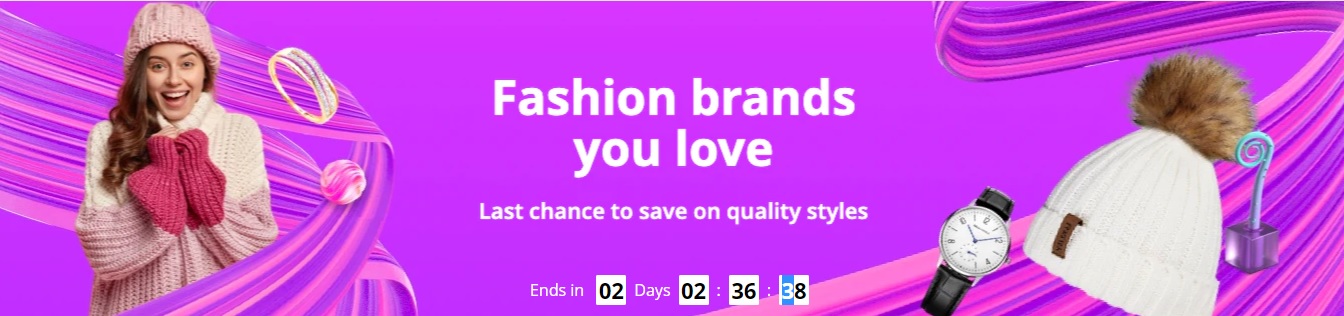 Fashion brands
you love
Last chance to save on quality styles
Ends in 02 Days 02 : 36 : 38